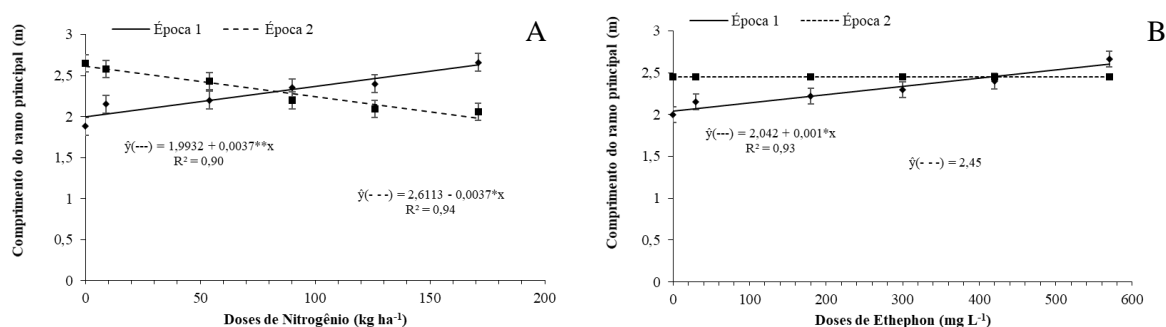 Época 1 Época 2
A
Comprimento do ramo principal (m)
3
2,5
2
1,5
1
0,5
0
ŷ(---) = 1,9932 + 0,0037**x
R² = 0,90
ŷ(- - -) = 2,6113 - 0,0037*x
R² = 0,94
0 50 100 150 200
Doses de Nitrogênio (kg ha⁻¹)
Época 1 Época 2
B
Comprimento do ramo principal (m)
3
2,5
2
1,5
1
0,5
0
ŷ(---) = 2,042 + 0,001*x
R² = 0,93
ŷ(- - -) = 2,45
0 100 200 300 400 500 600
Doses de Ethephon (mg L⁻¹)